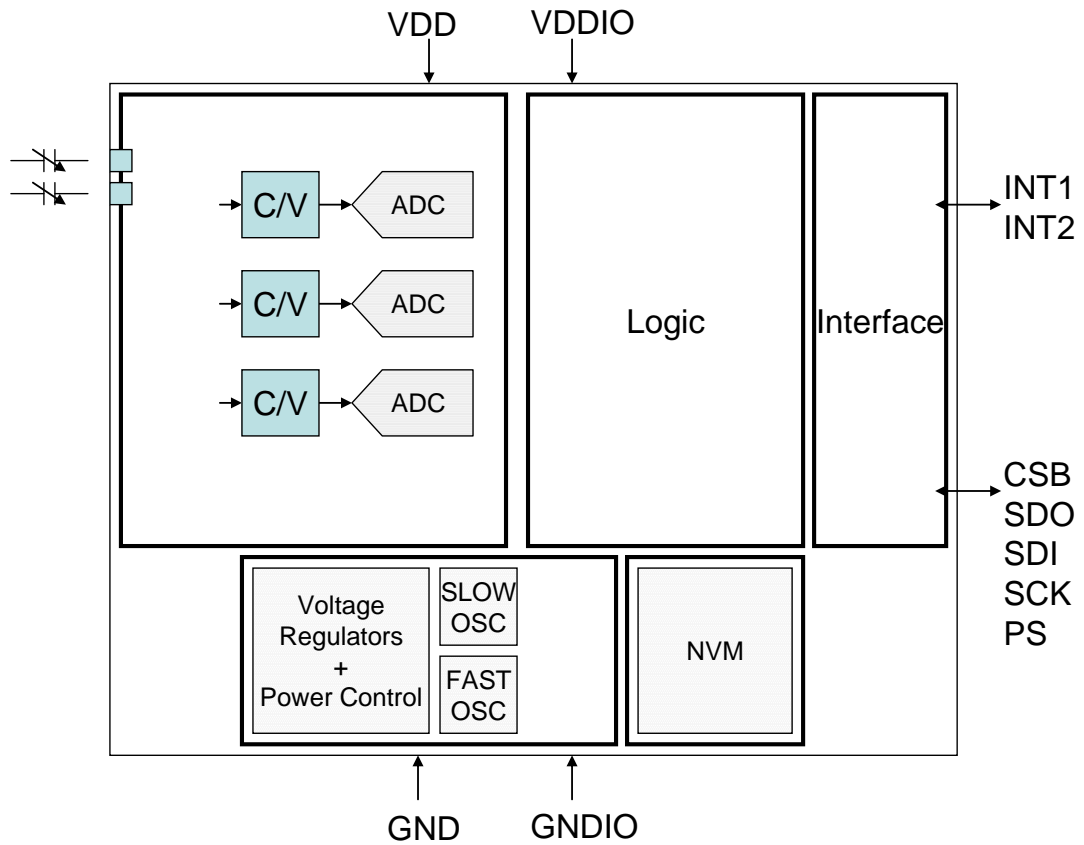 VDD
VDDIO
C/V
ADC
C/V
ADC
C/V
ADC
Logic
Interface
INT1
INT2
CSB
SDO
SDI
SCK
PS
Voltage
Regulators
+
Power Control
SLOW
OSC
FAST
OSC
NVM
GND
GNDIO